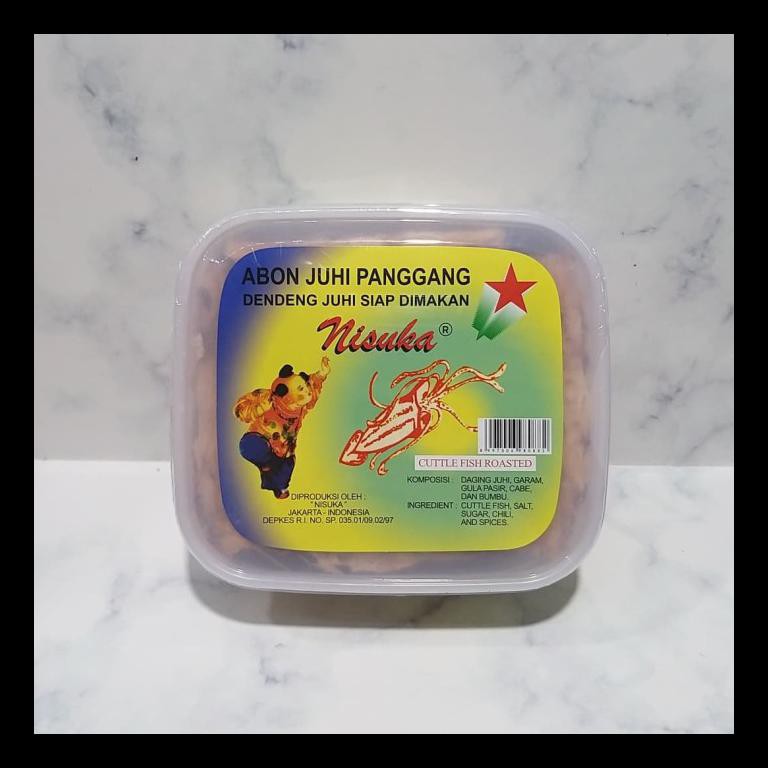 ABON JUHI PANGGANG
DENDENG JUHI SIAP DIMAKAN
Nisuka ®
CUTTLE FISH ROASTED
KOMPOSISI : DAGING JUHI, GARAM,
GULA PASIR, CABE,
DAN BUMBU.
INGREDIENT : CUTTLE FISH, SALT,
SUGAR, CHILI,
AND SPICES.
DIPRODUKSI OLEH :
"NISUKA"
JAKARTA - INDONESIA
DEPKES R.I. NO. SP. 035.01/09.02/97